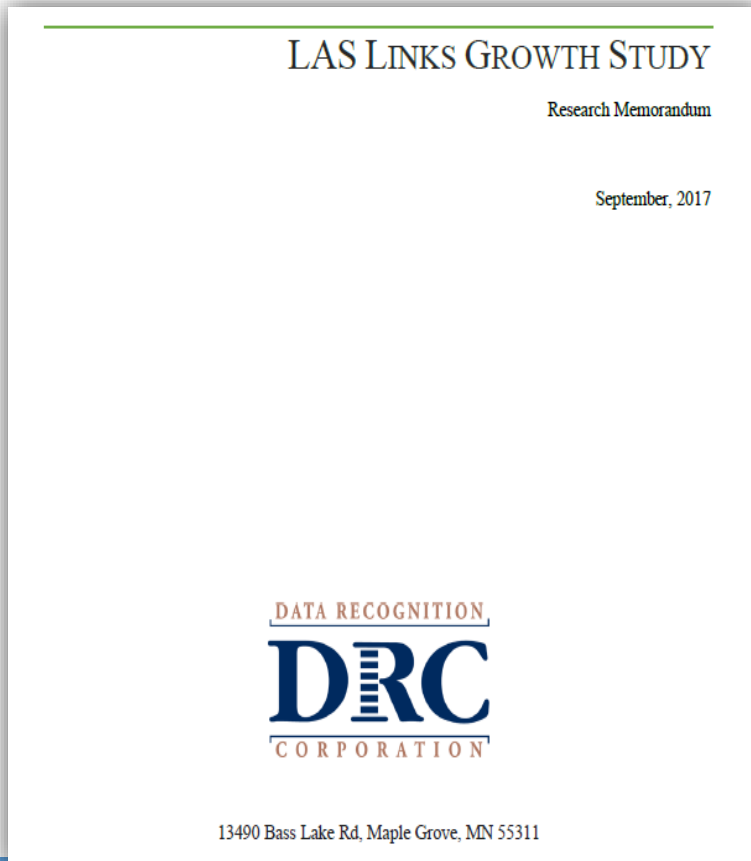 LAS LINKS GROWTH STUDY
Research Memorandum
September, 2017
DATA RECOGNITION
DRC
CORPORATION
13490 Bass Lake Rd, Maple Grove, MN 55311